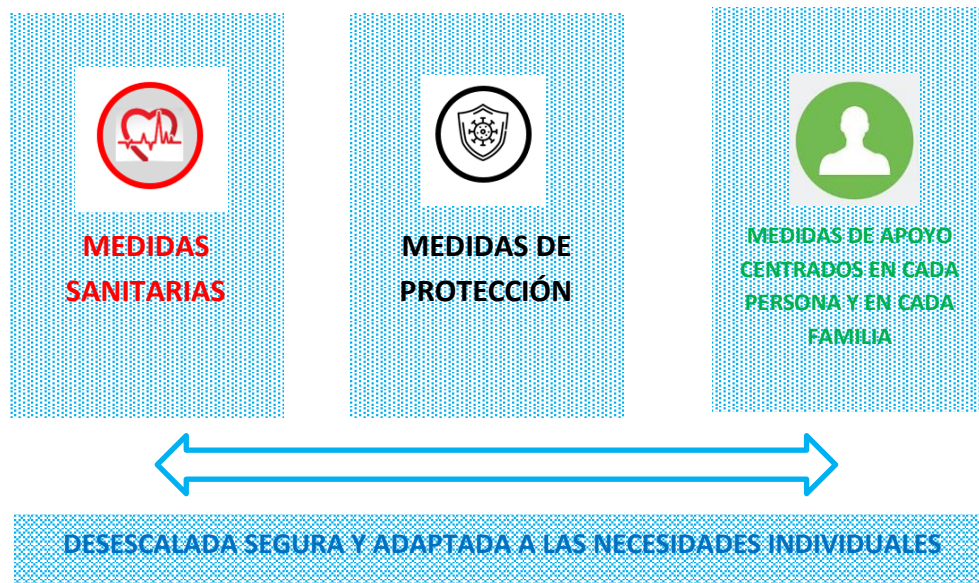 MEDIDAS
SANITARIAS
MEDIDAS DE
PROTECCIÓN
MEDIDAS DE APOYO
CENTRADOS EN CADA
PERSONA Y EN CADA
FAMILIA
DESESCALADA SEGURA Y ADAPTADA A LAS NECESIDADES INDIVIDUALES